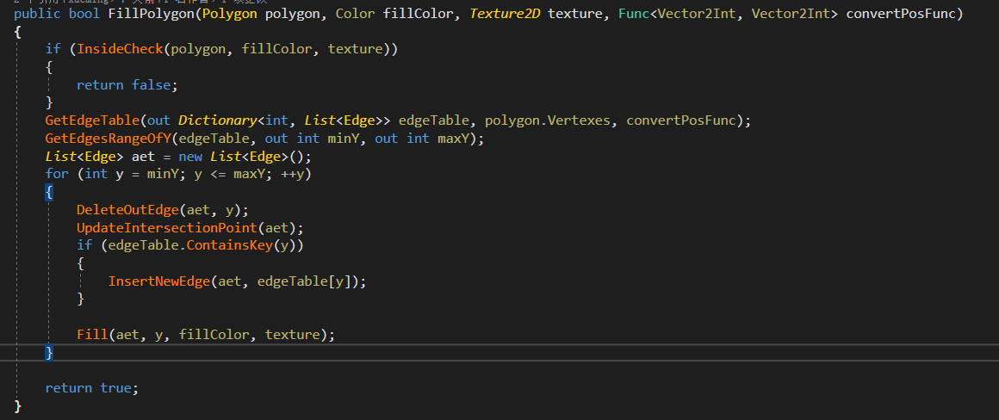 public bool FillPolygon(Polygon polygon, Color fillColor, Texture2D texture, Func<Vector2Int, Vector2Int> convertPosFunc)
{
    if (InsideCheck(polygon, fillColor, texture))
    {
        return false;
    }
    GetEdgeTable(out Dictionary<int, List<Edge>> edgeTable, polygon.Vertexes, convertPosFunc);
    GetEdgesRangeOfY(edgeTable, out int minY, out int maxY);
    List<Edge> aet = new List<Edge>();
    for (int y = minY; y <= maxY; ++y)
    {
        DeleteOutEdge(aet, y);
        UpdateIntersectionPoint(aet);
        if (edgeTable.ContainsKey(y))
        {
            InsertNewEdge(aet, edgeTable[y]);
        }

        Fill(aet, y, fillColor, texture);
    }

    return true;
}